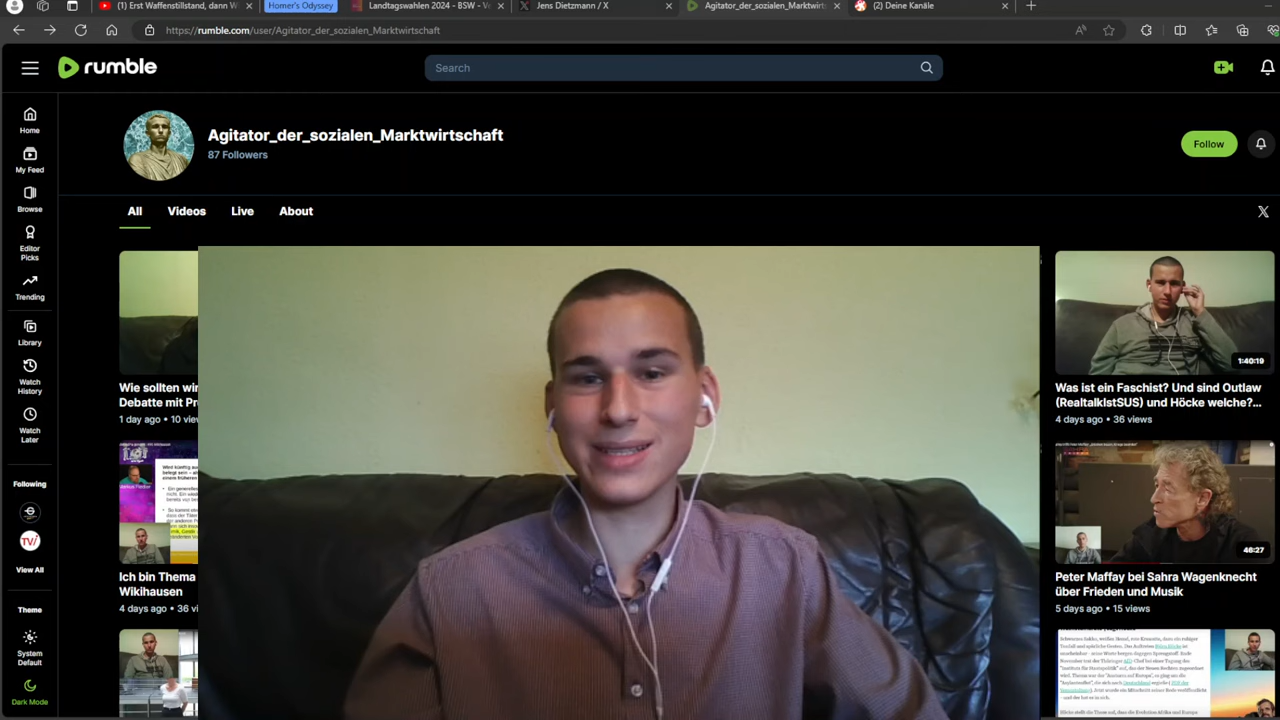 (1) Erst Waffenstillstand, dann W
Homer's Odyssey
Landtagswahlen 2024 - BSW - V
Jens Dietzmann / X
Agitator_der_sozialen_Marktwirtsc
(2) Deine Kanäle
https://rumble.com/user/Agitator_der_sozialen_Marktwirtschaft
rumble
Search
Agitator_der_sozialen_Marktwirtschaft
87 Followers
Follow
All
Videos
Live
About
Home
My Feed
Browse
Editor
Picks
Trending
Library
Watch
History
Watch
Later
Following
View All
Theme
System
Default
Dark Mode
Wie sollten wir
Debatte mit Pr
1 day ago • 10 view
Ich bin Thema
Wikihausen
4 days ago • 36 vi
1:40:19
Was ist ein Faschist? Und sind Outlaw
(RealtalkIstSUS) und Höcke welche?...
4 days ago • 36 views
46:27
Peter Maffay bei Sahra Wagenknecht
über Frieden und Musik
5 days ago • 15 views